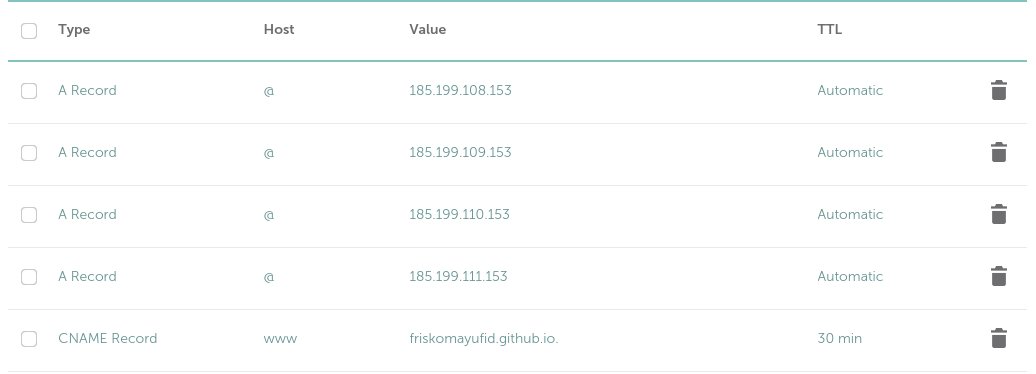 Type Host Value TTL
A Record @ 185.199.108.153 Automatic
A Record @ 185.199.109.153 Automatic
A Record @ 185.199.110.153 Automatic
A Record @ 185.199.111.153 Automatic
CNAME Record www friskomayufid.github.io. 30 min